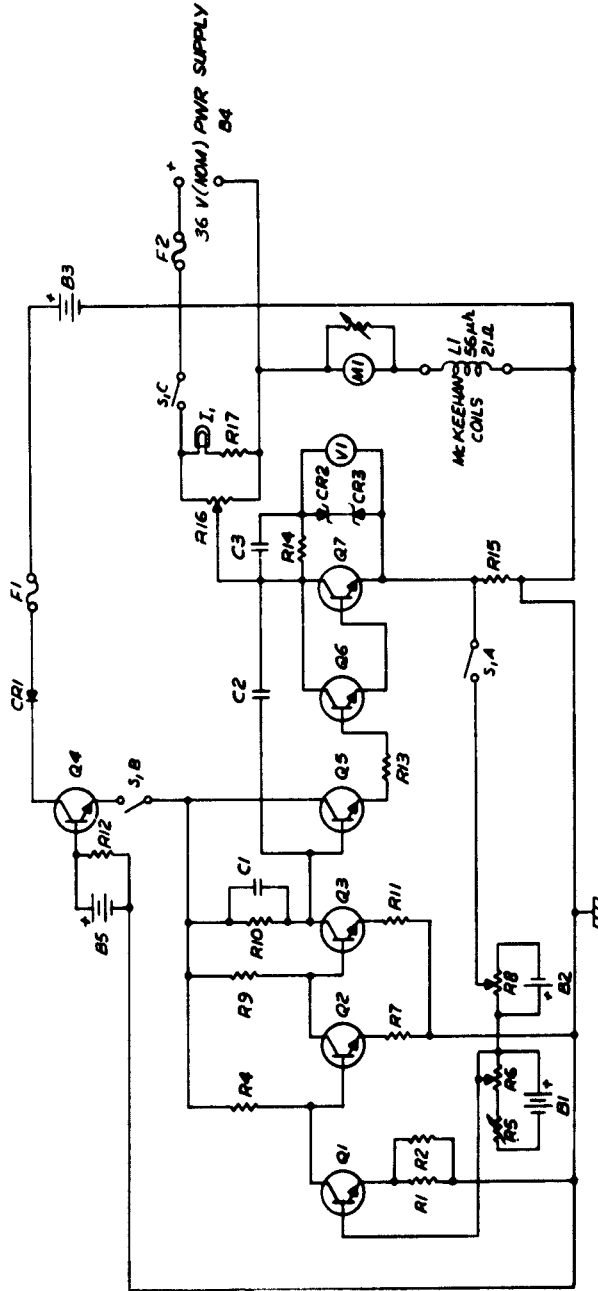 CR1
F1
+
B3
Q4
S1B
R12
+
B5
F2
+
36 V (NOM) PWR SUPPLY
B4
S1C
I1
R17
R16
C3
R14
CR2
CR3
V1
M1
L1
56μh
21Ω
McKEEHAN
COILS
C2
Q7
Q6
Q5
R13
R15
S1A
C1
R10
Q3
R11
R9
Q2
R7
R4
Q1
R1
R2
R8
+
B2
R6
R5
B1
+